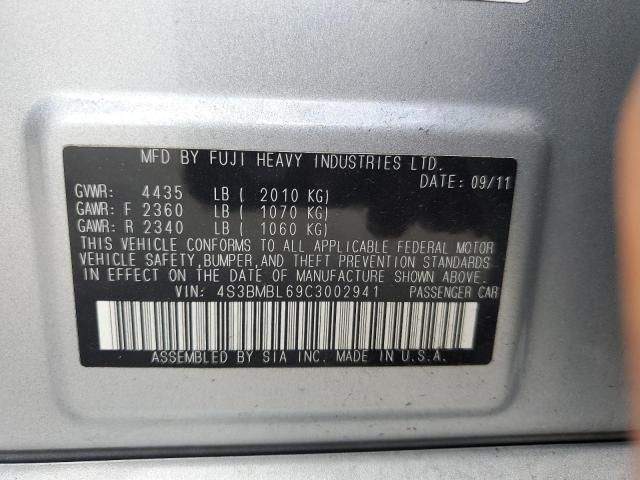 MFD BY FUJI HEAVY INDUSTRIES LTD.
DATE: 09/11
GVWR: 4435 LB ( 2010 KG)
GAWR: F 2360 LB ( 1070 KG)
GAWR: R 2340 LB ( 1060 KG)
THIS VEHICLE CONFORMS TO ALL APPLICABLE FEDERAL MOTOR
VEHICLE SAFETY, BUMPER, AND THEFT PREVENTION STANDARDS
IN EFFECT ON THE DATE OF MANUFACTURE SHOWN ABOVE.
VIN: 4S3BMBL69C3002941 PASSENGER CAR
ASSEMBLED BY SIA INC. MADE IN U.S.A.